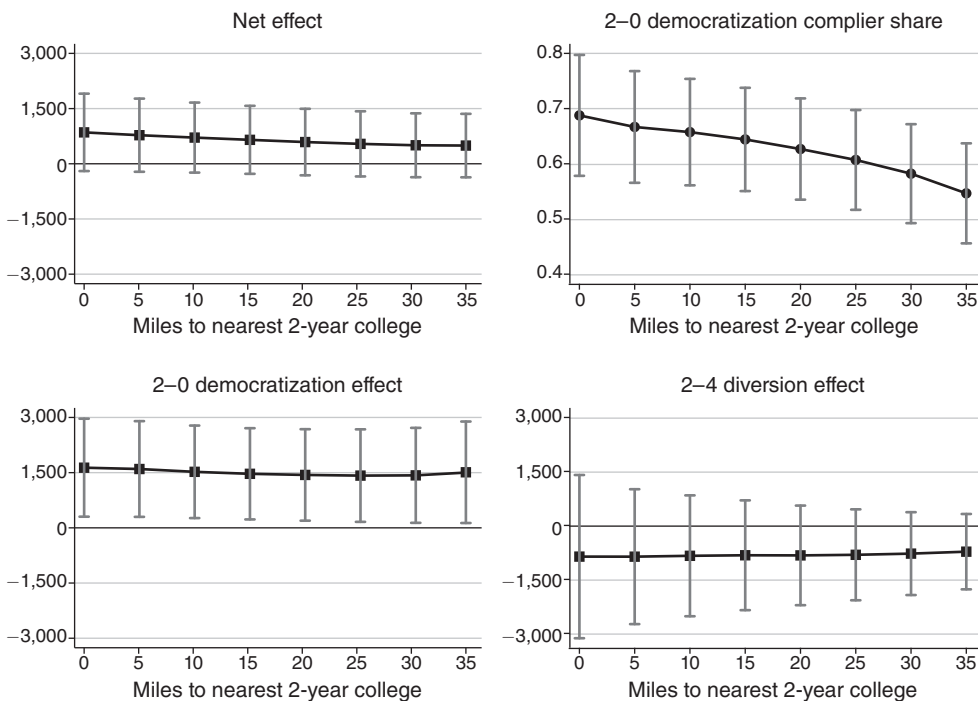 Net effect
3,000
1,500
0
−1,500
−3,000
0 5 10 15 20 25 30 35
Miles to nearest 2-year college
2–0 democratization complier share
0.8
0.7
0.6
0.5
0.4
0 5 10 15 20 25 30 35
Miles to nearest 2-year college
2–0 democratization effect
3,000
1,500
0
−1,500
−3,000
0 5 10 15 20 25 30 35
Miles to nearest 2-year college
2–4 diversion effect
3,000
1,500
0
−1,500
−3,000
0 5 10 15 20 25 30 35
Miles to nearest 2-year college